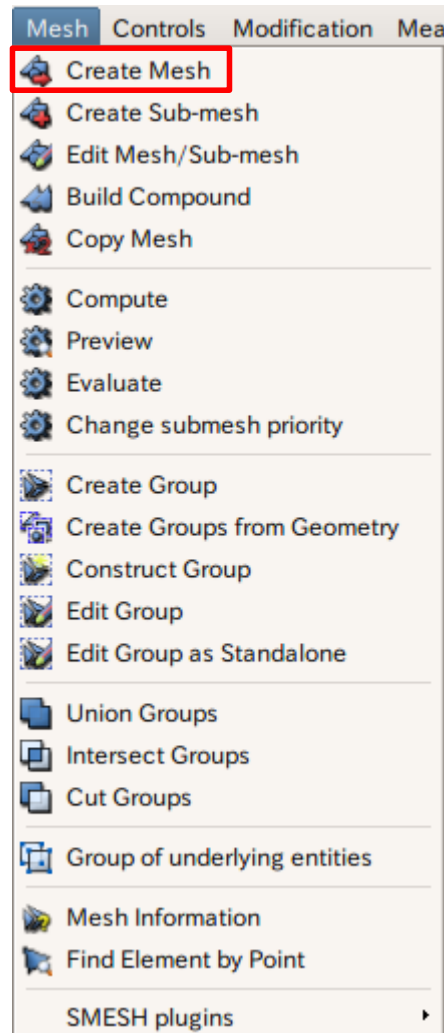 Mesh Controls Modification Mea
Create Mesh
Create Sub-mesh
Edit Mesh/Sub-mesh
Build Compound
Copy Mesh
Compute
Preview
Evaluate
Change submesh priority
Create Group
Create Groups from Geometry
Construct Group
Edit Group
Edit Group as Standalone
Union Groups
Intersect Groups
Cut Groups
Group of underlying entities
Mesh Information
Find Element by Point
SMESH plugins